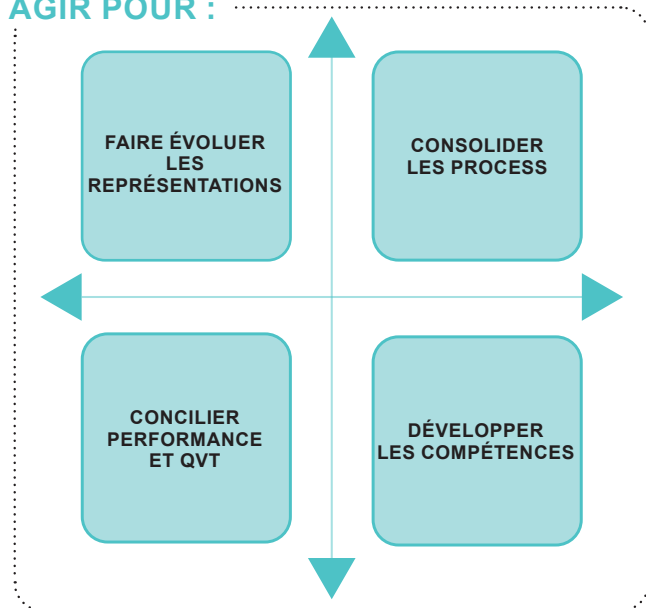 AGIR POUR :
FAIRE ÉVOLUER
LES
REPRÉSENTATIONS
CONSOLIDER
LES PROCESS
CONCILIER
PERFORMANCE
ET QVT
DÉVELOPPER
LES COMPÉTENCES